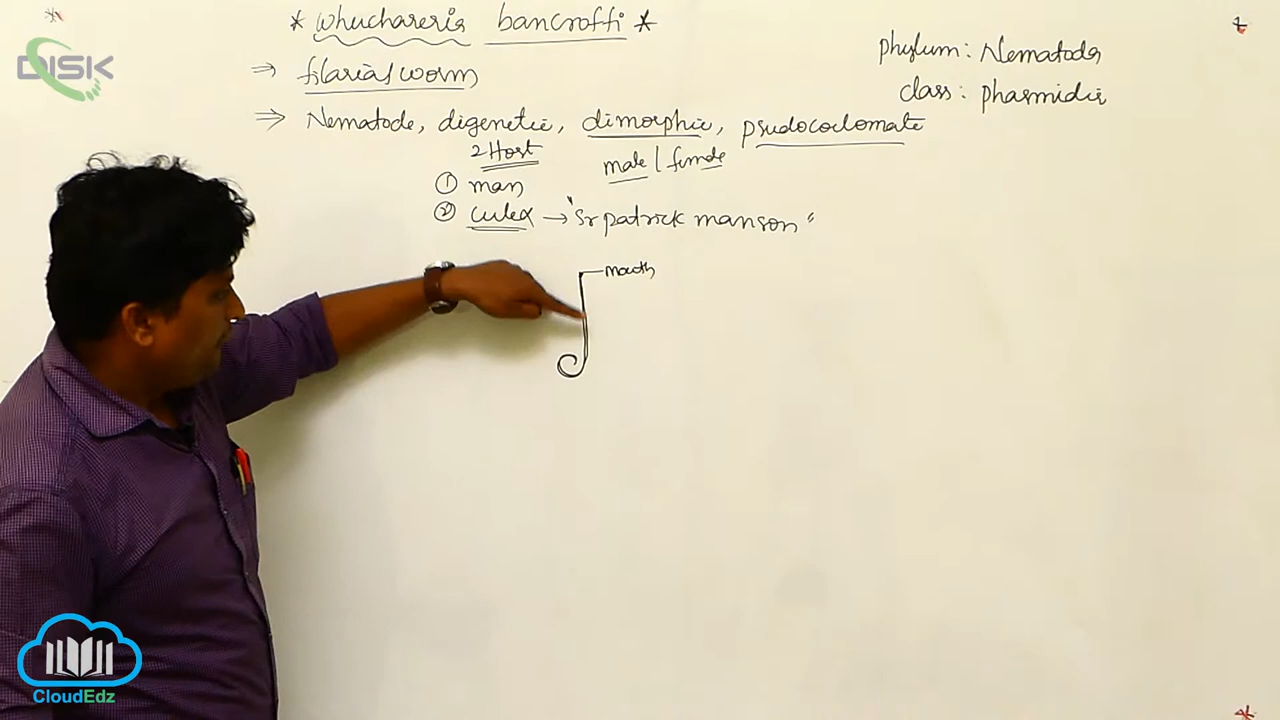 * Whuchareria bancroffi *
DISK
Phylum: Nematoda
⇒ filarial worm
class: phasmidia
⇒ Nematode, digenetic, dimorphic, psudocoelomate
2 Host
male / female
① man
② culex → "Sr patrick manson"
mouth
CloudEdz